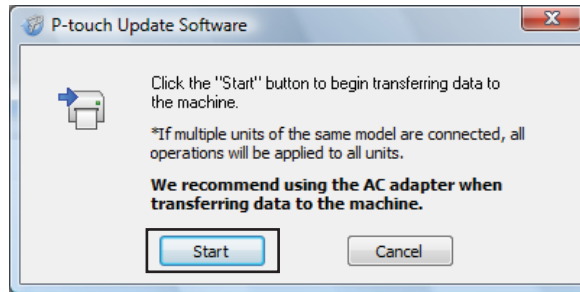 P-touch Update Software
Click the "Start" button to begin transferring data to
the machine.
*If multiple units of the same model are connected, all
operations will be applied to all units.
We recommend using the AC adapter when
transferring data to the machine.
Start Cancel